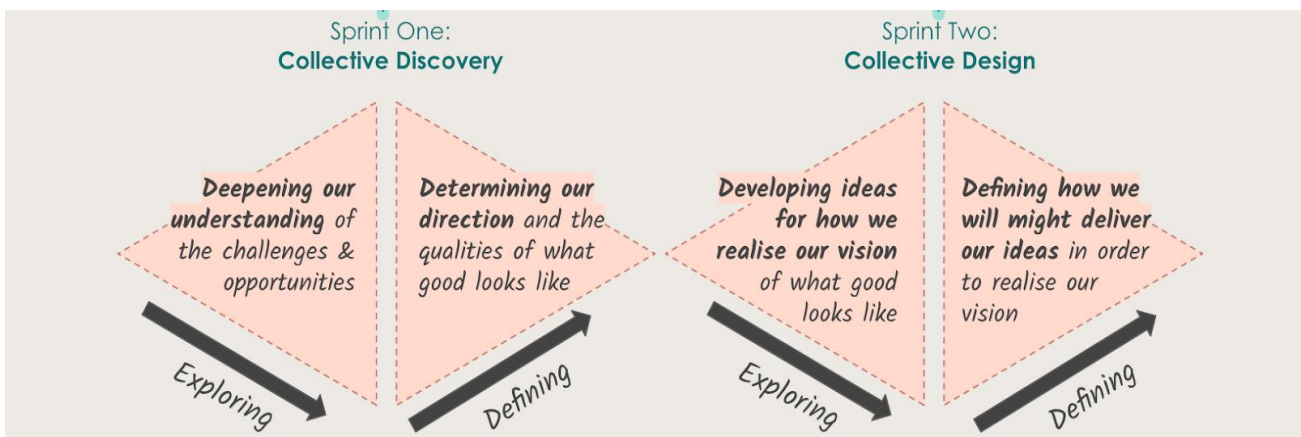 Sprint One:
Collective Discovery
Deepening our
understanding of
the challenges &
opportunities
Determining our
direction and the
qualities of what
good looks like
Exploring
Defining
Sprint Two:
Collective Design
Developing ideas
for how we
realise our vision
of what good
looks like
Defining how we
will might deliver
our ideas in order
to realise our
vision
Exploring
Defining